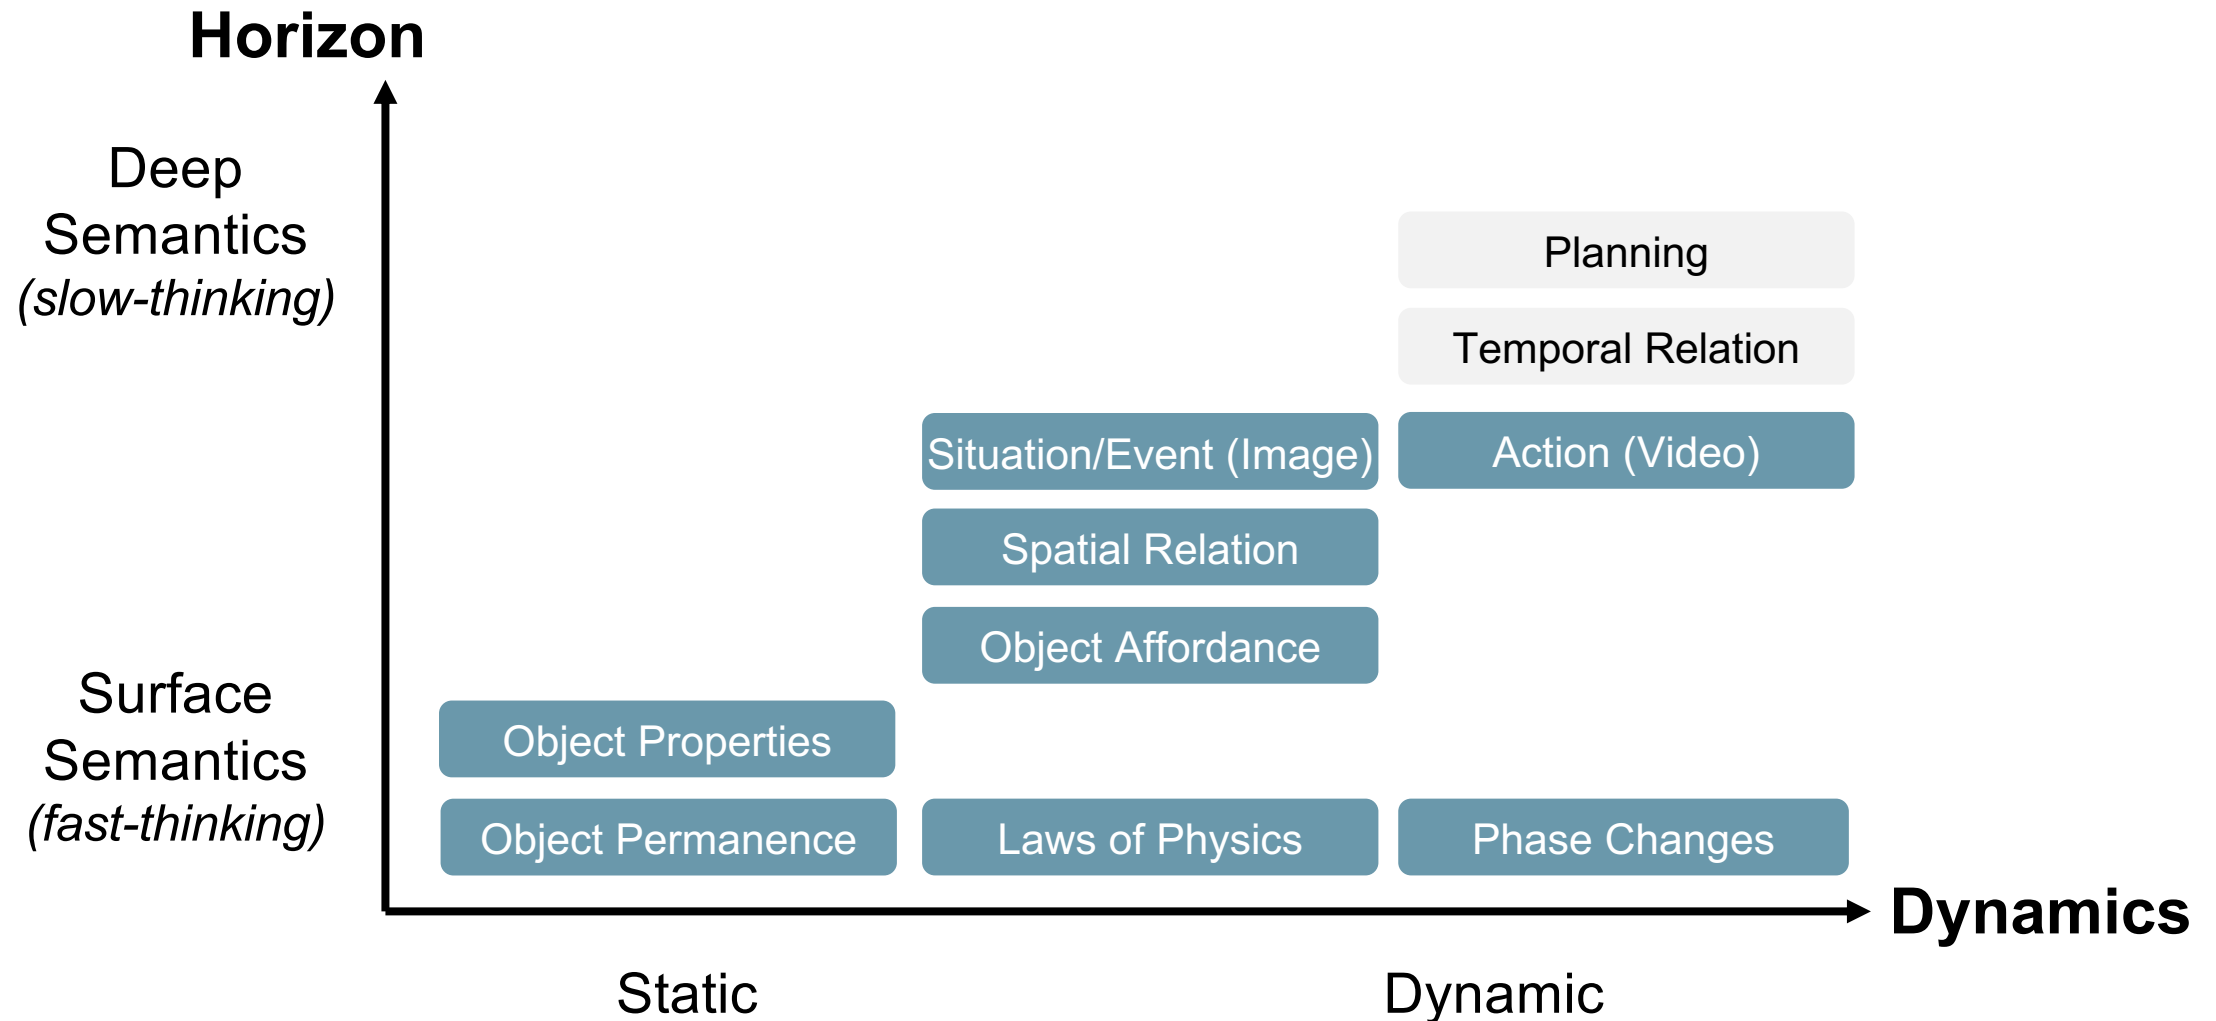 Horizon
Deep
Semantics
(slow-thinking)
Planning
Temporal Relation
Situation/Event (Image)
Action (Video)
Spatial Relation
Object Affordance
Surface
Semantics
(fast-thinking)
Object Properties
Object Permanence
Laws of Physics
Phase Changes
Dynamics
Static
Dynamic